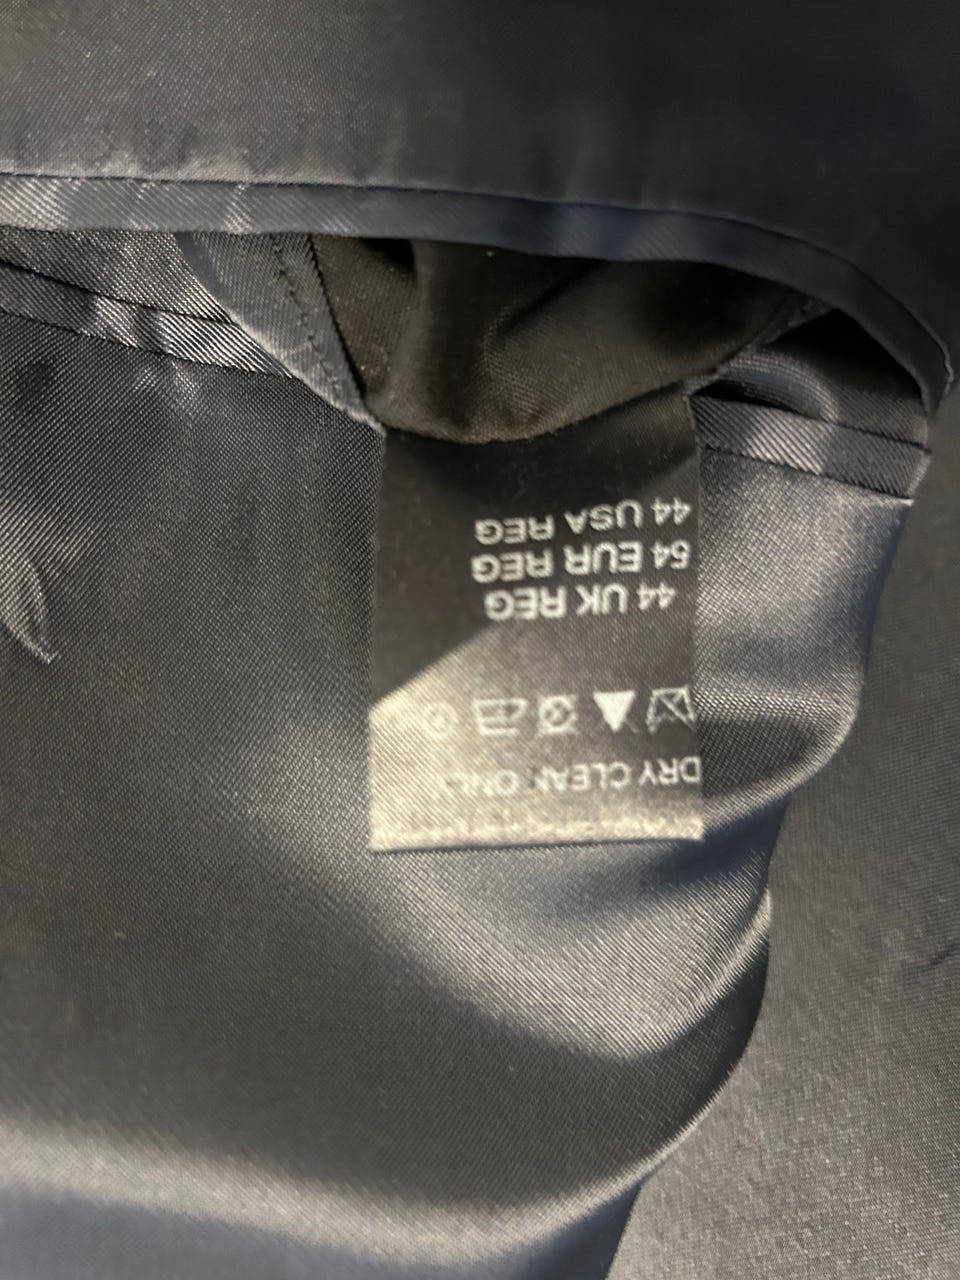 DRY CLEAN ONLY
44 UK REG
54 EUR REG
44 USA REG